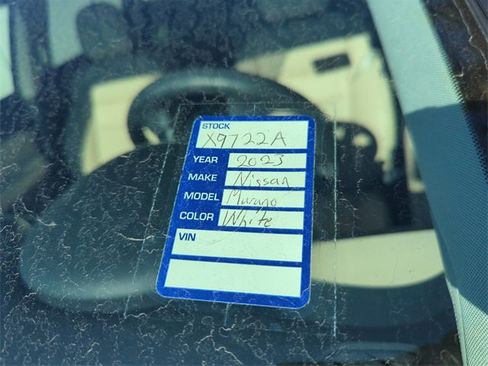 STOCK
X9722A
YEAR 2023
MAKE Nissan
MODEL Murano
COLOR White
VIN